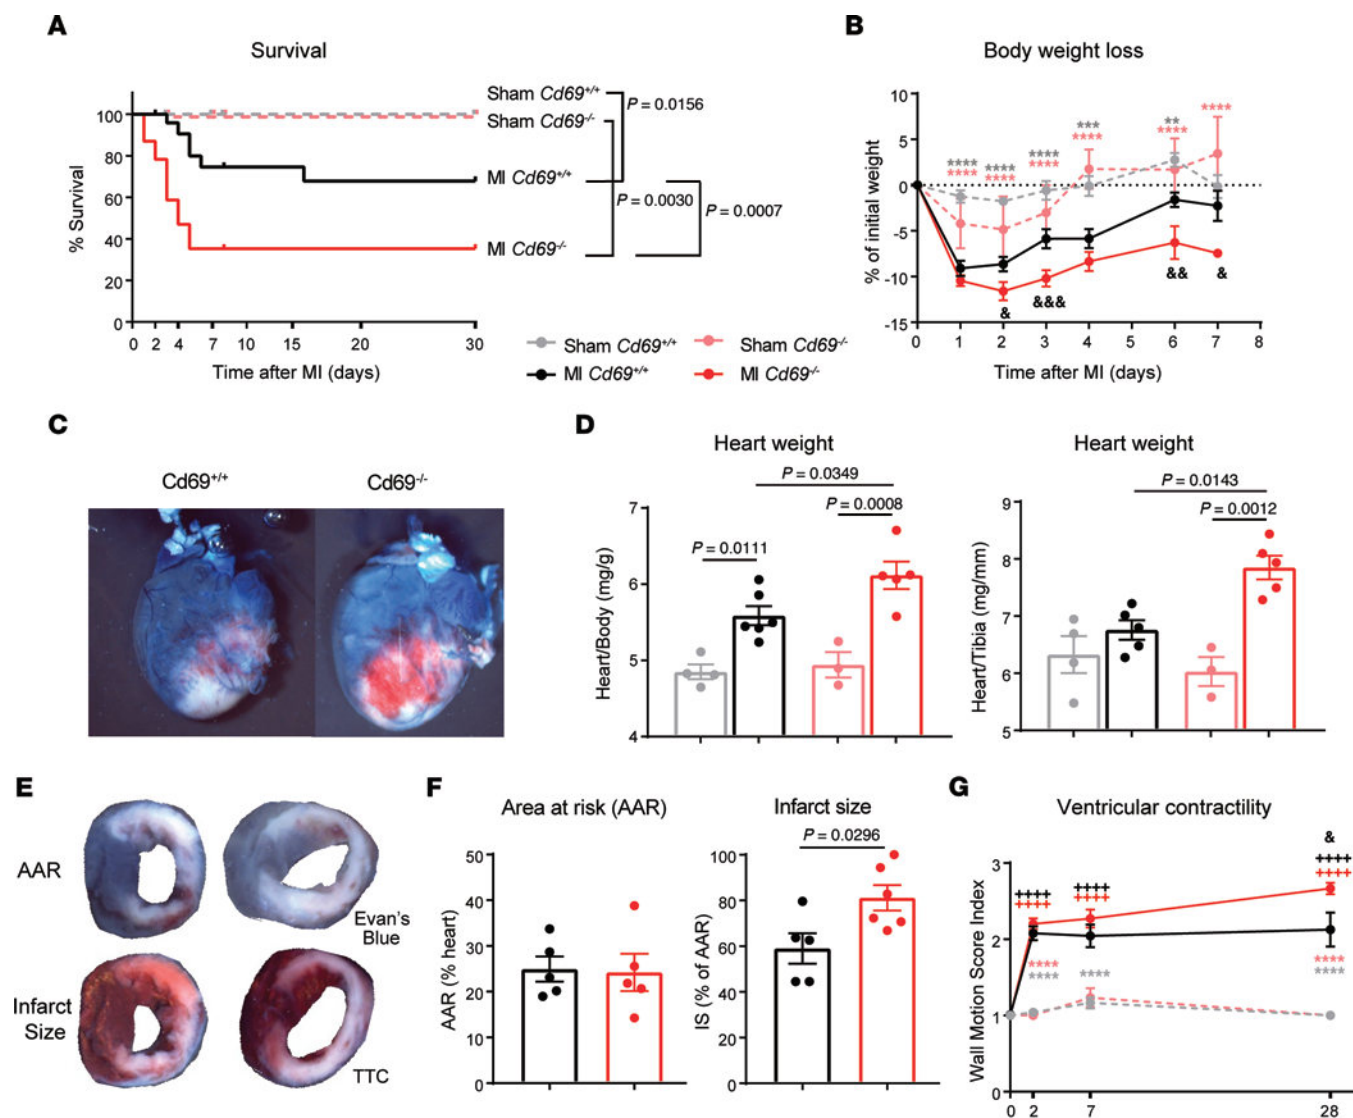 A
Survival
% Survival
100
80
60
40
20
0
0 2 4 7 10 15 20 30
Time after MI (days)
Sham Cd69+/+
Sham Cd69-/-
MI Cd69+/+
MI Cd69-/-
P = 0.0156
P = 0.0030
P = 0.0007
B
Body weight loss
% of initial weight
10
5
0
-5
-10
-15
0 1 2 3 4 5 6 7 8
Time after MI (days)
**** **** **** *** ** ****
**** **** **** **** ****
& &&& && &
Sham Cd69+/+ Sham Cd69-/-
MI Cd69+/+ MI Cd69-/-
C
Cd69+/+ Cd69-/-
D
Heart weight
P = 0.0349
P = 0.0008
P = 0.0111
Heart/Body (mg/g)
7
6
5
4
Heart weight
P = 0.0143
P = 0.0012
Heart/Tibia (mg/mm)
9
8
7
6
5
E
AAR
Evan's
Blue
Infarct
Size
TTC
F
Area at risk (AAR)
AAR (% heart)
50
40
30
20
10
0
Infarct size
P = 0.0296
IS (% of AAR)
100
80
60
40
20
0
G
Ventricular contractility
Wall Motion Score Index
3
2
1
0
0 2 7 28
&
++++ ++++ ++++
++++ ++++ ++++
**** **** ****
**** ****